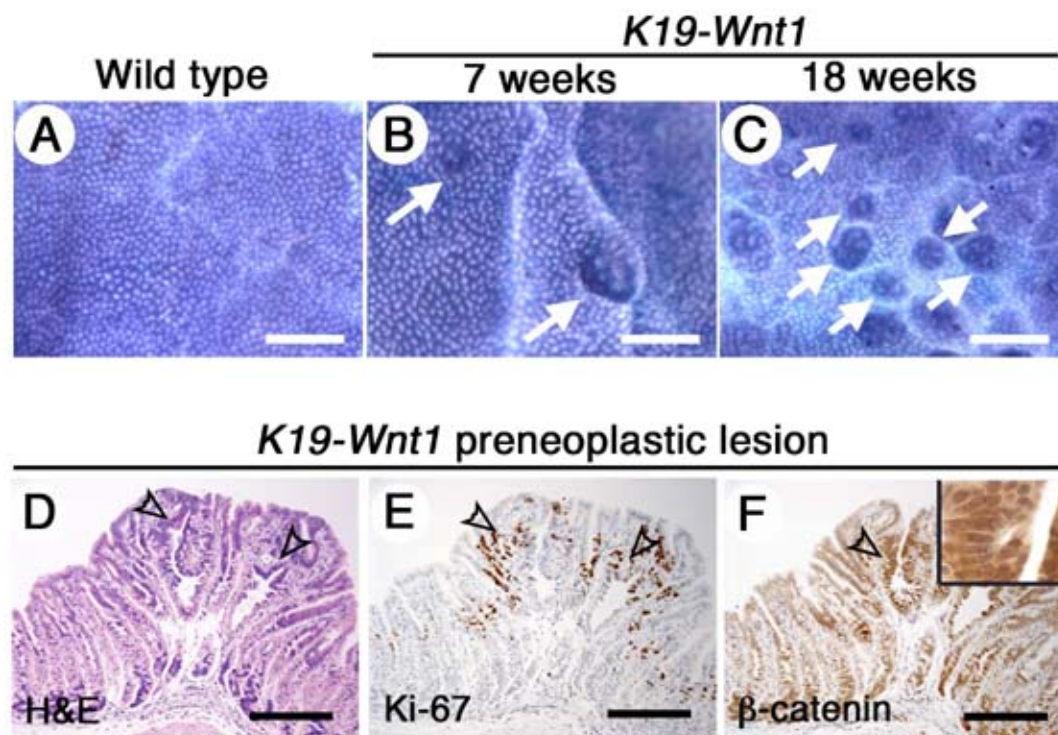 K19-Wnt1
Wild type 7 weeks 18 weeks
A B C
K19-Wnt1 preneoplastic lesion
D E F
H&E Ki-67 β-catenin